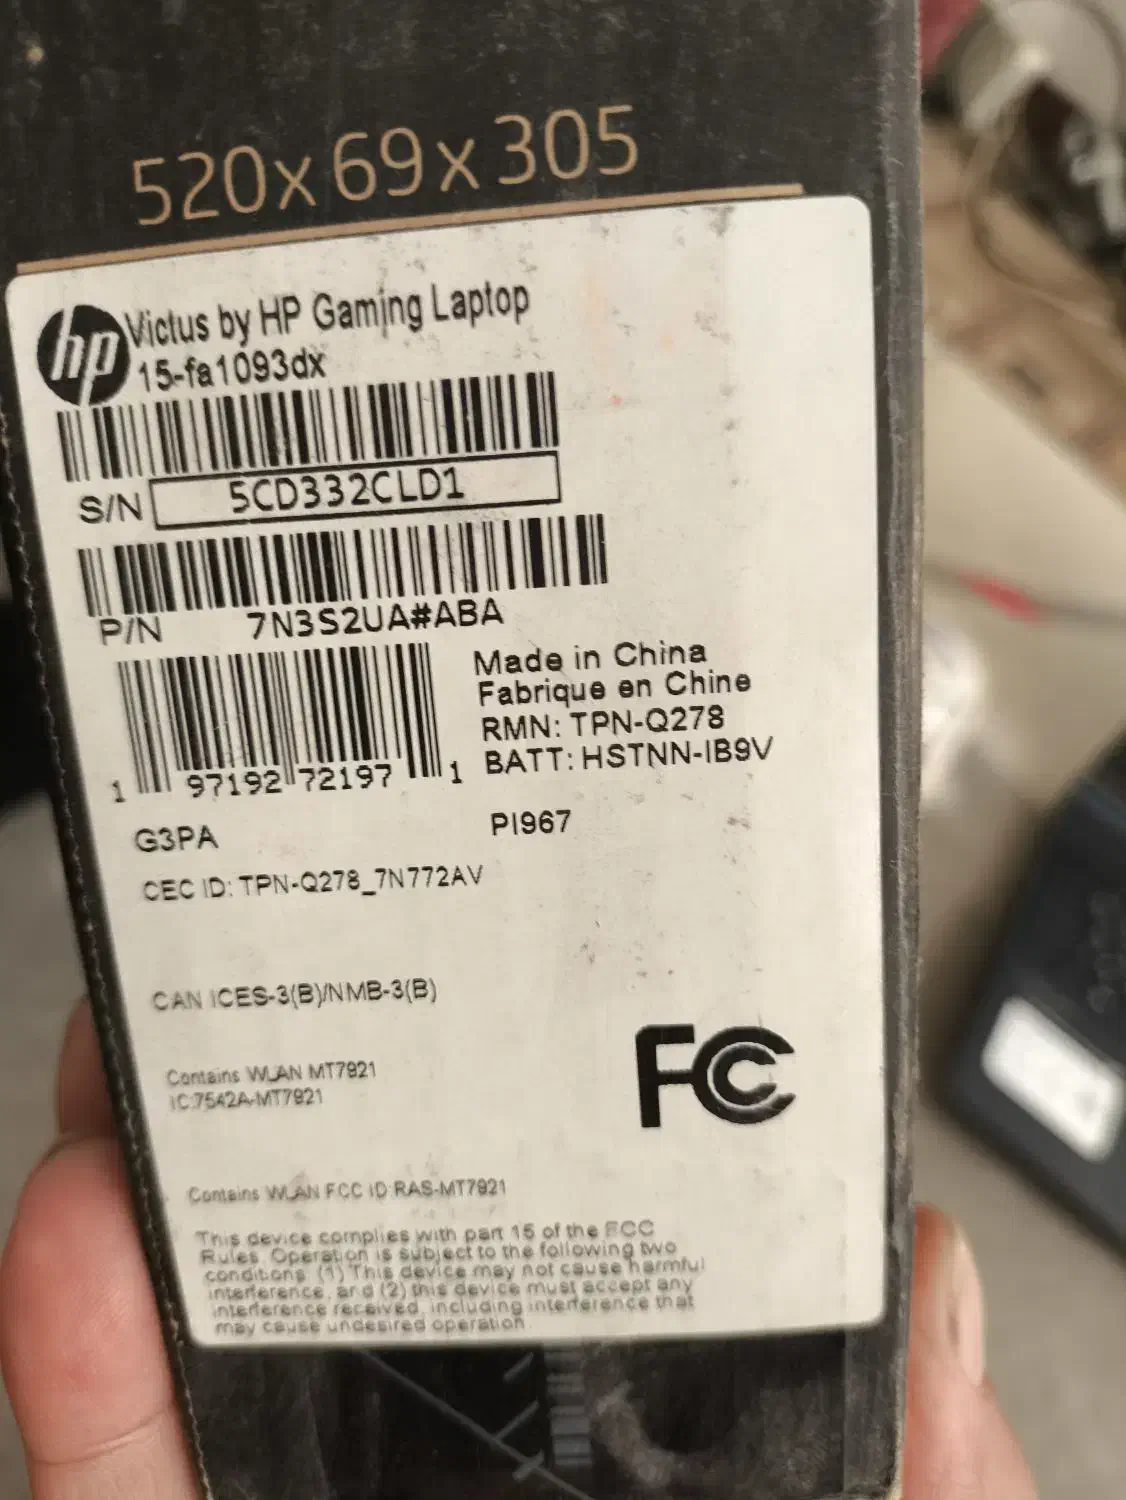 520x69x305
hp
Victus by HP Gaming Laptop
15-fa1093dx
S/N 5CD332CLD1
P/N 7N3S2UA#ABA
1 97192 72197 1
Made in China
Fabrique en Chine
RMN: TPN-Q278
BATT: HSTNN-IB9V
G3PA PI967
CEC ID: TPN-Q278_7N772AV
CAN ICES-3(B)/NMB-3(B)
Contains WLAN MT7921
IC:7542A-MT7921
FC
Contains WLAN FCC ID:RAS-MT7921
This device complies with part 15 of the FCC
Rules. Operation is subject to the following two
conditions. (1) This device may not cause harmful
interference, and (2) this device must accept any
interference received, including interference that
may cause undesired operation.